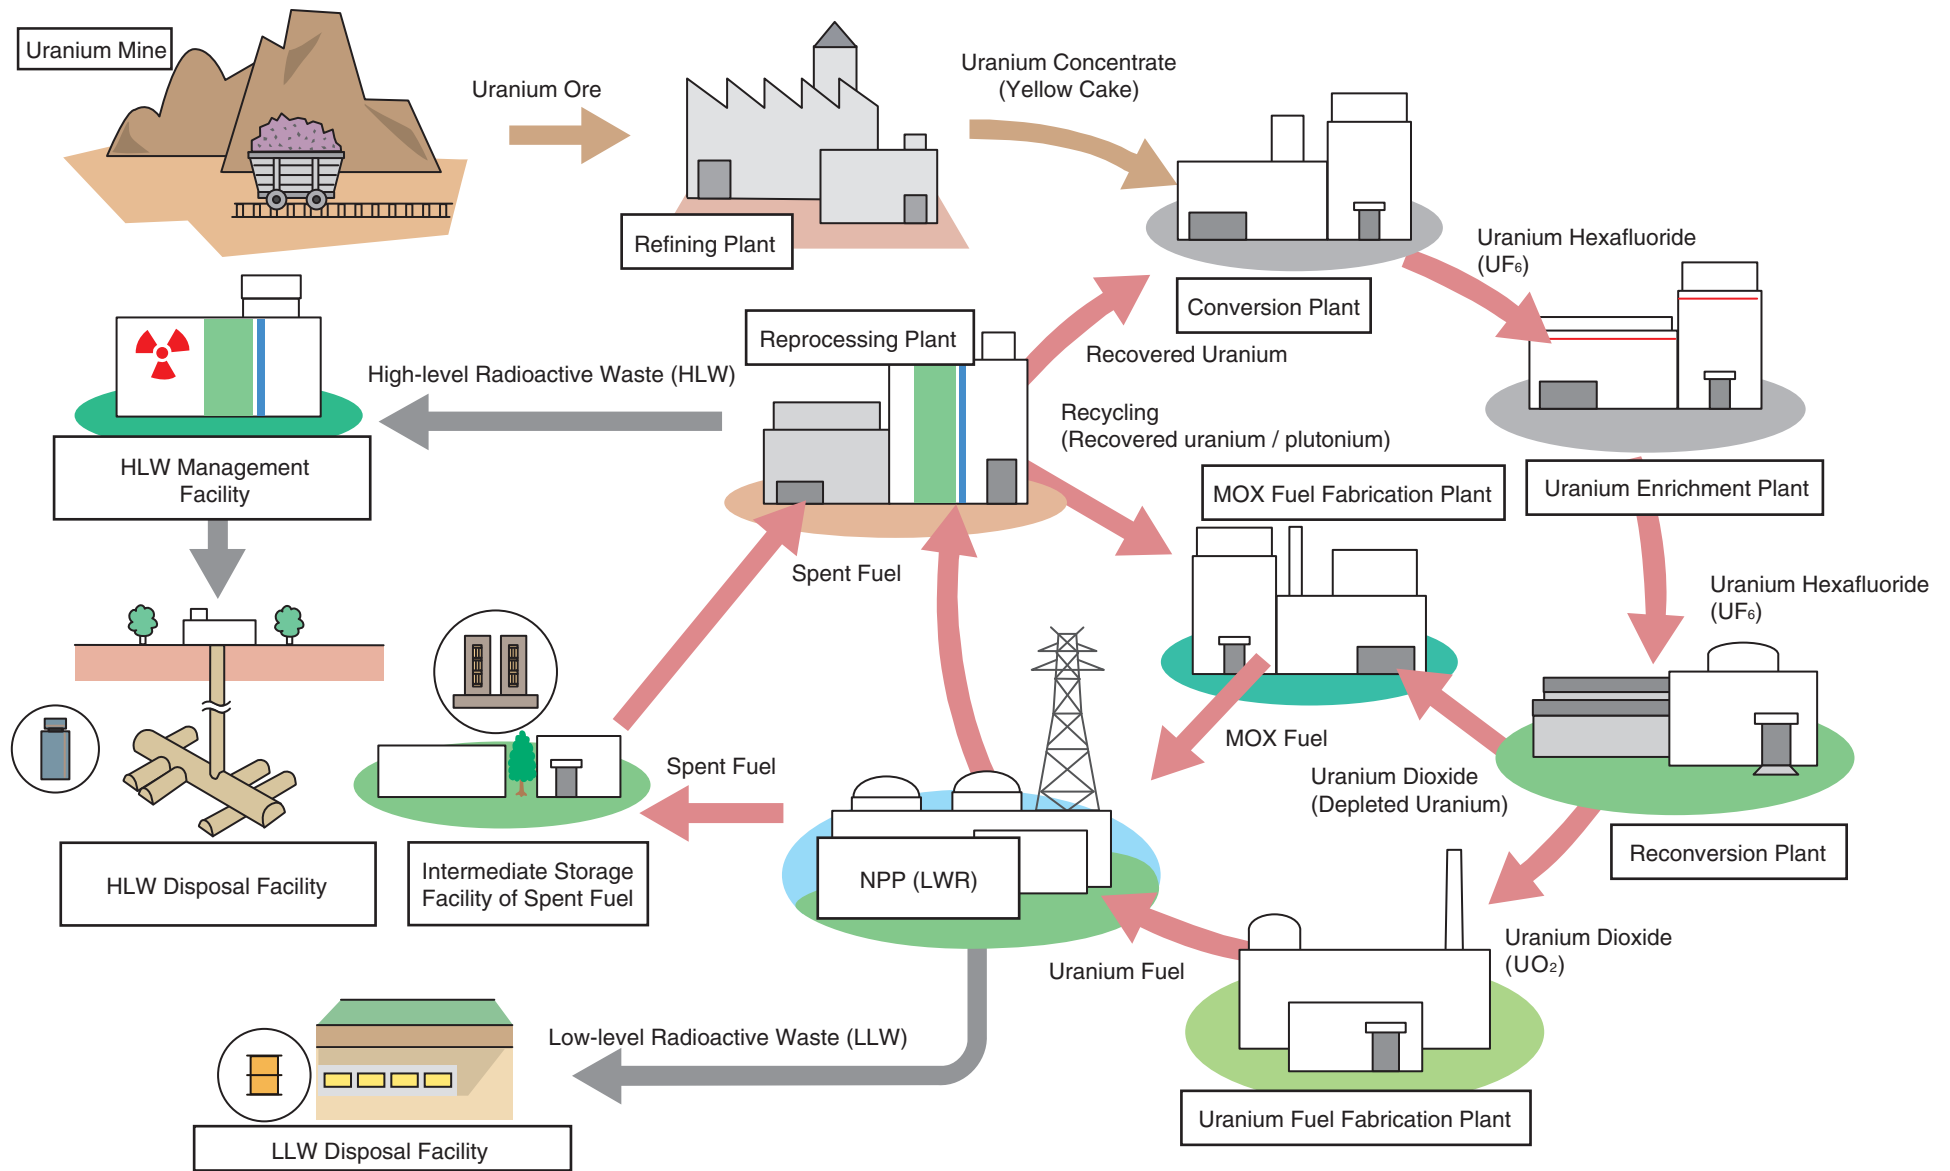 Uranium Mine
Uranium Ore
Uranium Concentrate
(Yellow Cake)
Refining Plant
Uranium Hexafluoride
(UF₆)
Conversion Plant
Reprocessing Plant
Recovered Uranium
High-level Radioactive Waste (HLW)
Recycling
(Recovered uranium / plutonium)
HLW Management
Facility
MOX Fuel Fabrication Plant
Uranium Enrichment Plant
Spent Fuel
Uranium Hexafluoride
(UF₆)
MOX Fuel
Spent Fuel
Uranium Dioxide
(Depleted Uranium)
Reconversion Plant
HLW Disposal Facility
Intermediate Storage
Facility of Spent Fuel
NPP (LWR)
Uranium Dioxide
(UO₂)
Uranium Fuel
Low-level Radioactive Waste (LLW)
Uranium Fuel Fabrication Plant
LLW Disposal Facility